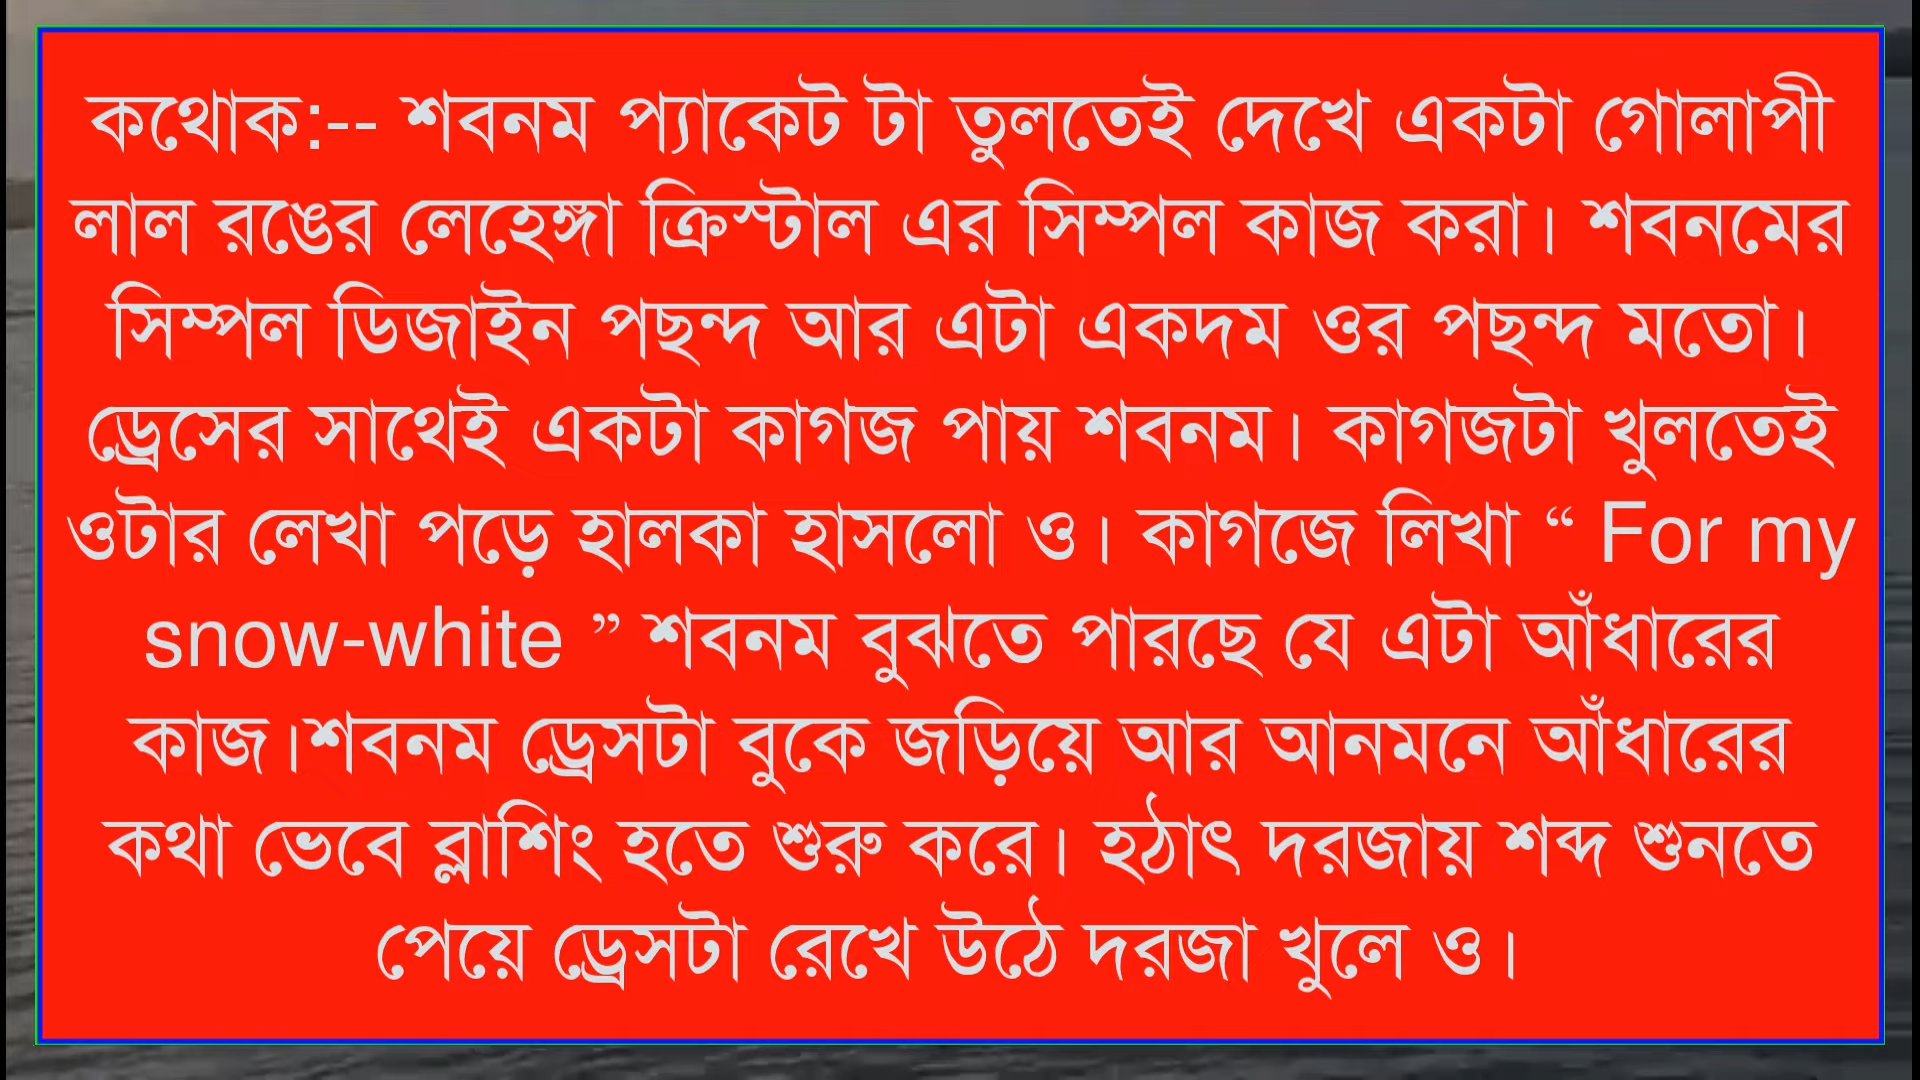 কথোক:-- শবনম প্যাকেট টা তুলতেই দেখে একটা গোলাপী
লাল রঙের লেহেঙ্গা ক্রিস্টাল এর সিম্পল কাজ করা। শবনমের
সিম্পল ডিজাইন পছন্দ আর এটা একদম ওর পছন্দ মতো।
ড্রেসের সাথেই একটা কাগজ পায় শবনম। কাগজটা খুলতেই
ওটার লেখা পড়ে হালকা হাসলো ও। কাগজে লিখা “ For my
snow-white ” শবনম বুঝতে পারছে যে এটা আঁধারের
কাজ।শবনম ড্রেসটা বুকে জড়িয়ে আর আনমনে আঁধারের
কথা ভেবে ব্লাশিং হতে শুরু করে। হঠাৎ দরজায় শব্দ শুনতে
পেয়ে ড্রেসটা রেখে উঠে দরজা খুলে ও।